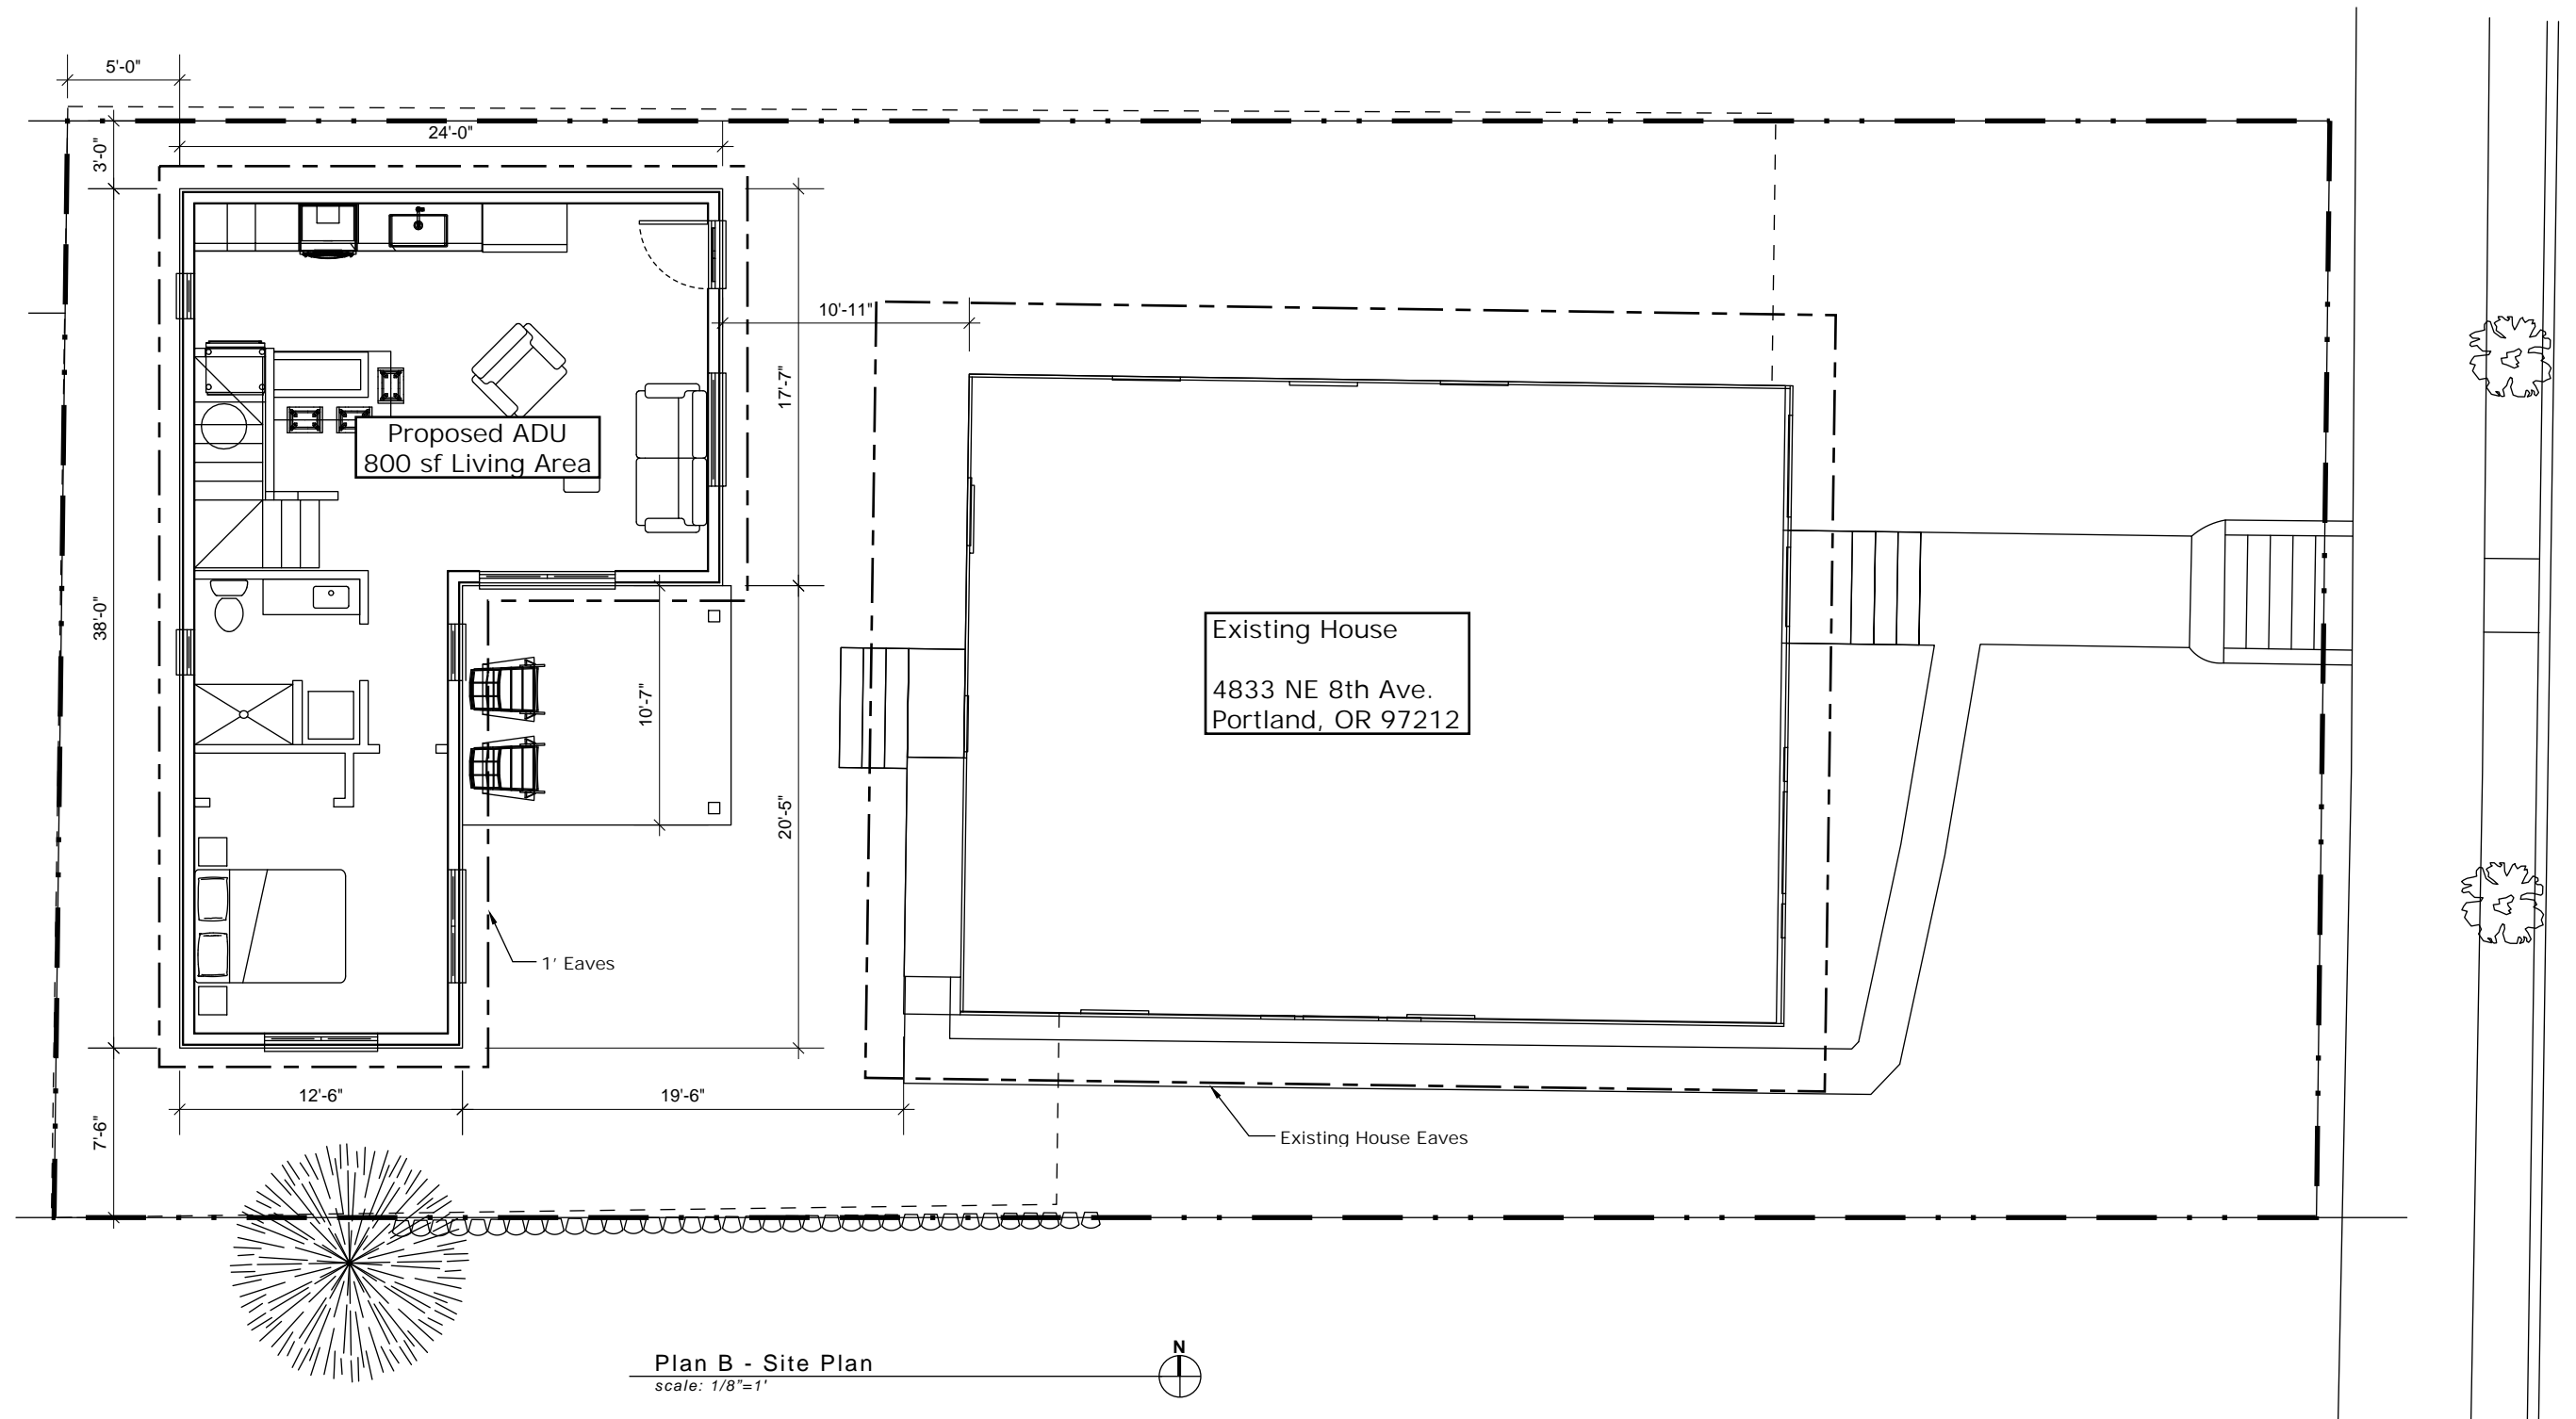 5'-0"
24'-0"
3'-0"
10'-11"
17'-7"
Proposed ADU
800 sf Living Area
38'-0"
Existing House
4833 NE 8th Ave.
Portland, OR 97212
10'-7"
20'-5"
1' Eaves
12'-6"
19'-6"
7'-6"
Existing House Eaves
N
Plan B - Site Plan
scale: 1/8"=1'